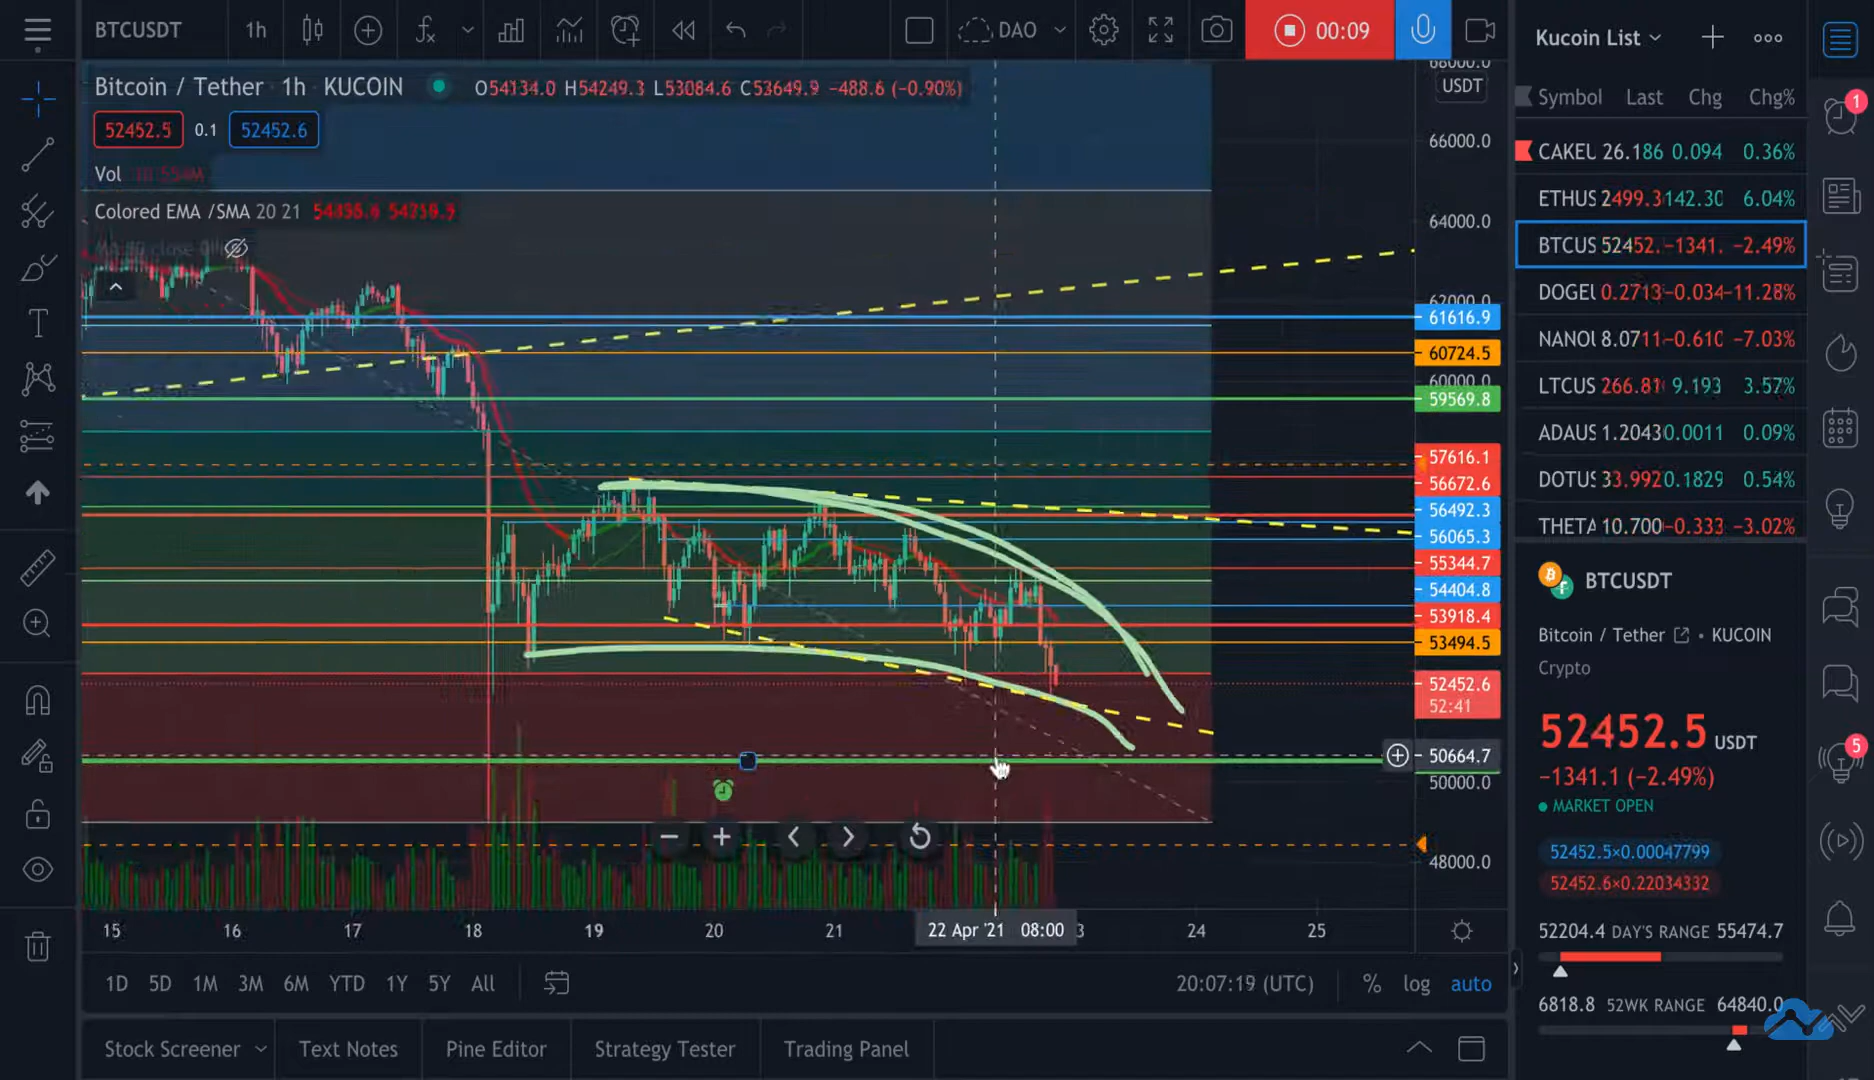 BTCUSDT 1h DAO 00:09 Kucoin List
Bitcoin / Tether 1h KUCOIN O54134.0 H54249.3 L53084.6 C53649.9 −488.6 (−0.90%)
52452.5 0.1 52452.6
Vol
Colored EMA /SMA 20 21
68000.0
USDT
66000.0
64000.0
62000.0
61616.9
60724.5
60000.0
59569.8
57616.1
56672.6
56492.3
56065.3
55344.7
54404.8
53918.4
53494.5
52452.6
52:41
50664.7
50000.0
48000.0
15 16 17 18 19 20 21 22 Apr '21 08:00 3 24 25
1D 5D 1M 3M 6M YTD 1Y 5Y All 20:07:19 (UTC) % log auto
Stock Screener Text Notes Pine Editor Strategy Tester Trading Panel
Symbol Last Chg Chg%
CAKEU 26.186 0.094 0.36%
ETHUS 2499.3 142.30 6.04%
BTCUS 52452. −1341. −2.49%
DOGEU 0.2713 −0.034 −11.28%
NANOU 8.0711 −0.610 −7.03%
LTCUS 266.81 9.193 3.57%
ADAUS 1.2043 0.0011 0.09%
DOTUS 33.992 0.1829 0.54%
THETA 10.700 −0.333 −3.02%
BTCUSDT
Bitcoin / Tether • KUCOIN
Crypto
52452.5 USDT
−1341.1 (−2.49%)
MARKET OPEN
52452.5×0.00047799
52452.6×0.22034332
52204.4 DAY'S RANGE 55474.7
6818.8 52WK RANGE 64840.0
1
5